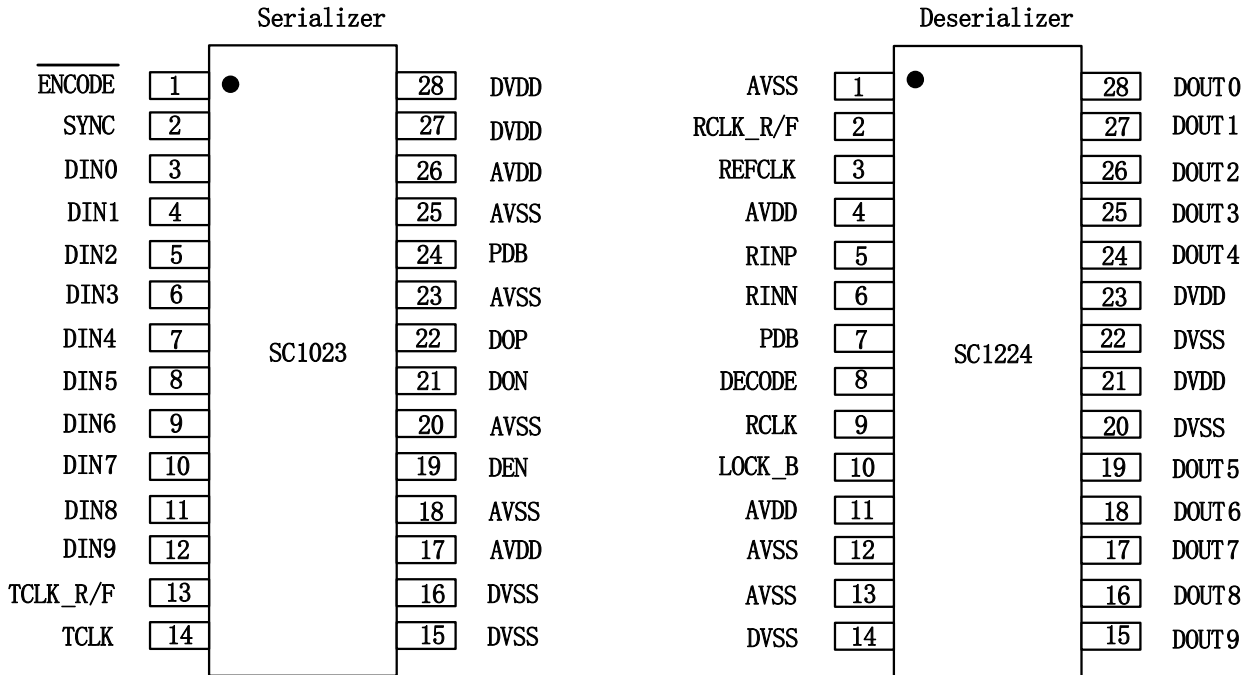 Serializer Deserializer
ENCODE 1 28 DVDD AVSS 1 28 DOUT0
SYNC 2 27 DVDD RCLK_R/F 2 27 DOUT1
DIN0 3 26 AVDD REFCLK 3 26 DOUT2
DIN1 4 25 AVSS AVDD 4 25 DOUT3
DIN2 5 24 PDB RINP 5 24 DOUT4
DIN3 6 23 AVSS RINN 6 23 DVDD
DIN4 7 22 DOP PDB 7 22 DVSS
SC1023 SC1224
DIN5 8 21 DON DECODE 8 21 DVDD
DIN6 9 20 AVSS RCLK 9 20 DVSS
DIN7 10 19 DEN LOCK_B 10 19 DOUT5
DIN8 11 18 AVSS AVDD 11 18 DOUT6
DIN9 12 17 AVDD AVSS 12 17 DOUT7
TCLK_R/F 13 16 DVSS AVSS 13 16 DOUT8
TCLK 14 15 DVSS DVSS 14 15 DOUT9